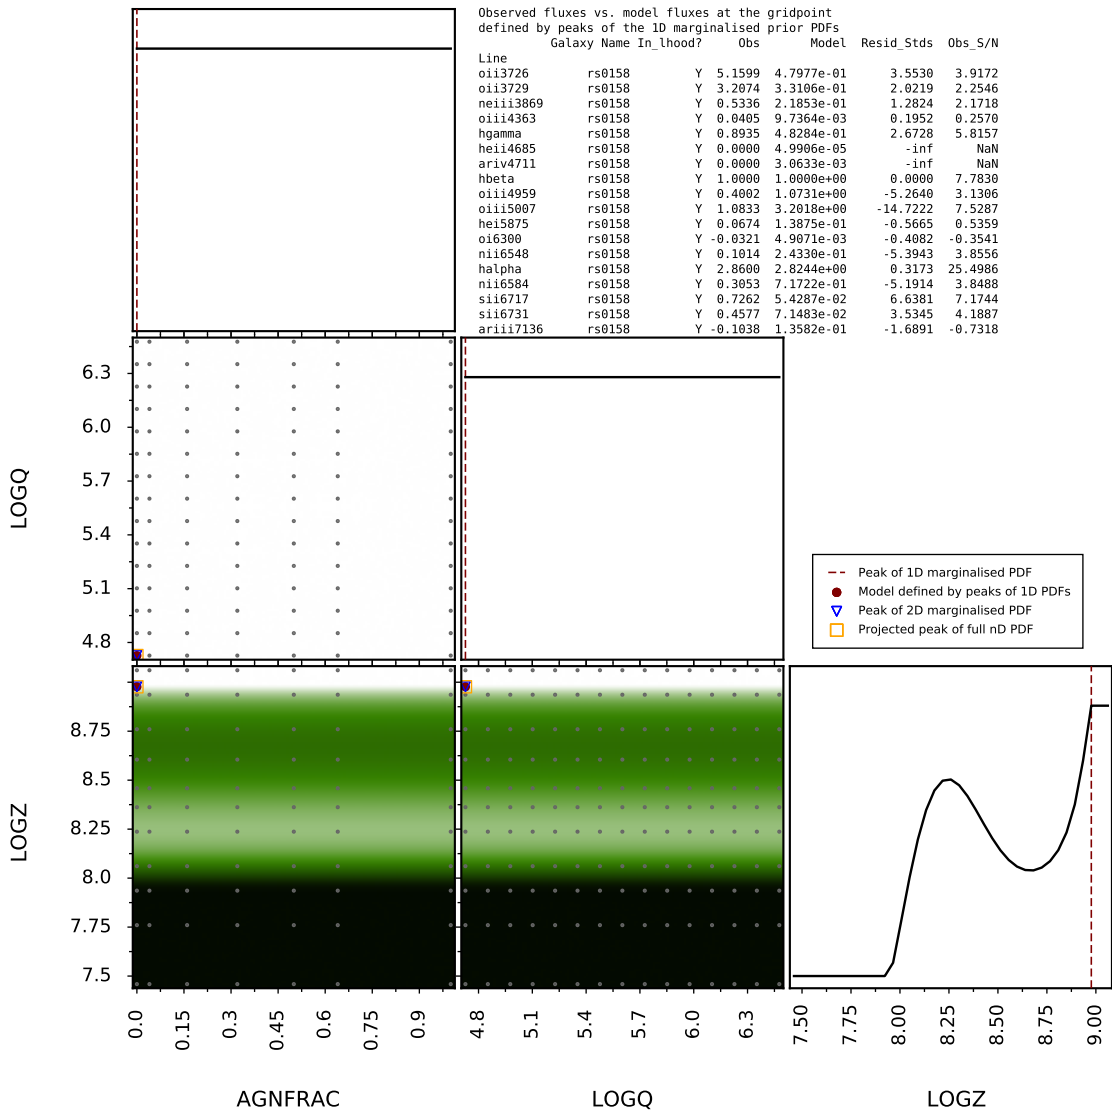 Observed fluxes vs. model fluxes at the gridpoint
defined by peaks of the 1D marginalised prior PDFs
Galaxy Name In_lhood? Obs Model Resid_Stds Obs_S/N
Line
oii3726 rs0158 Y 5.1599 4.7977e-01 3.5530 3.9172
oii3729 rs0158 Y 3.2074 3.3106e-01 2.0219 2.2546
neiii3869 rs0158 Y 0.5336 2.1853e-01 1.2824 2.1718
oiii4363 rs0158 Y 0.0405 9.7364e-03 0.1952 0.2570
hgamma rs0158 Y 0.8935 4.8284e-01 2.6728 5.8157
heii4685 rs0158 Y 0.0000 4.9906e-05 -inf NaN
ariv4711 rs0158 Y 0.0000 3.0633e-03 -inf NaN
hbeta rs0158 Y 1.0000 1.0000e+00 0.0000 7.7830
oiii4959 rs0158 Y 0.4002 1.0731e+00 -5.2640 3.1306
oiii5007 rs0158 Y 1.0833 3.2018e+00 -14.7222 7.5287
hei5875 rs0158 Y 0.0674 1.3875e-01 -0.5665 0.5359
oi6300 rs0158 Y -0.0321 4.9071e-03 -0.4082 -0.3541
nii6548 rs0158 Y 0.1014 2.4330e-01 -5.3943 3.8556
halpha rs0158 Y 2.8600 2.8244e+00 0.3173 25.4986
nii6584 rs0158 Y 0.3053 7.1722e-01 -5.1914 3.8488
sii6717 rs0158 Y 0.7262 5.4287e-02 6.6381 7.1744
sii6731 rs0158 Y 0.4577 7.1483e-02 3.5345 4.1887
ariii7136 rs0158 Y -0.1038 1.3582e-01 -1.6891 -0.7318
6.3
6.0
5.7
5.4
5.1
4.8
LOGQ
Peak of 1D marginalised PDF
Model defined by peaks of 1D PDFs
Peak of 2D marginalised PDF
Projected peak of full nD PDF
8.75
8.5
8.25
8.0
7.75
7.5
LOGZ
0.0 0.15 0.3 0.45 0.6 0.75 0.9
4.8 5.1 5.4 5.7 6.0 6.3
7.50 7.75 8.00 8.25 8.50 8.75 9.00
AGNFRAC LOGQ LOGZ